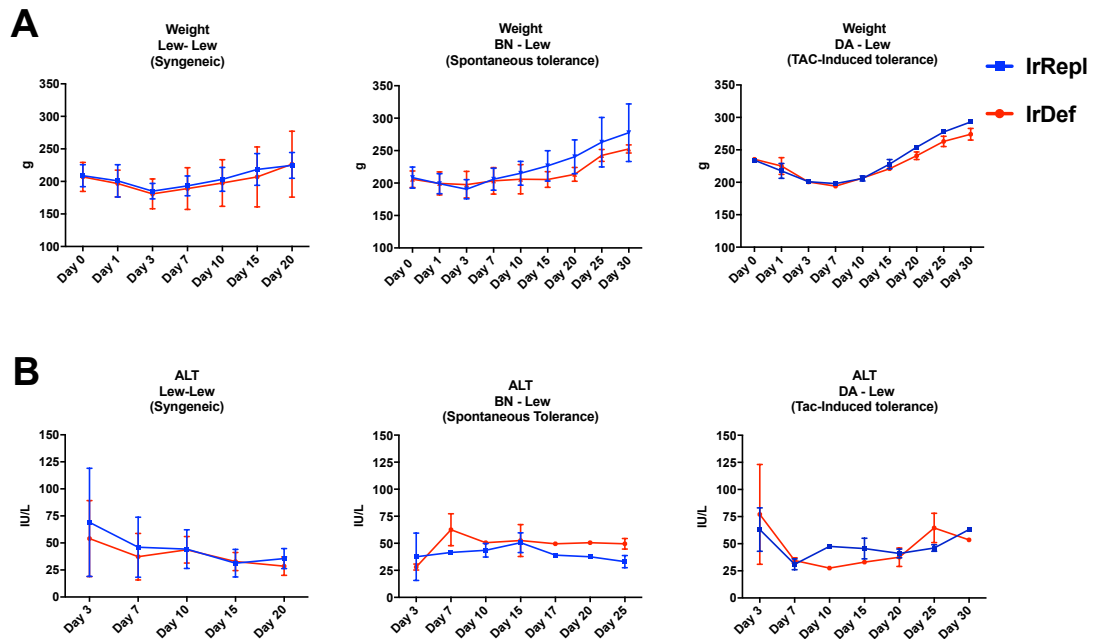 A
Weight
Lew- Lew
(Syngeneic)
350
300
250
200
150
100
g
Day 0
Day 1
Day 3
Day 7
Day 10
Day 15
Day 20
Weight
BN - Lew
(Spontaneous tolerance)
350
300
250
200
150
100
g
Day 0
Day 1
Day 3
Day 7
Day 10
Day 15
Day 20
Day 25
Day 30
Weight
DA - Lew
(TAC-Induced tolerance)
350
300
250
200
150
100
g
Day 0
Day 1
Day 3
Day 7
Day 10
Day 15
Day 20
Day 25
Day 30
IrRepl
IrDef
B
ALT
Lew-Lew
(Syngeneic)
150
125
100
75
50
25
0
IU/L
Day 3
Day 7
Day 10
Day 15
Day 20
ALT
BN - Lew
(Spontaneous Tolerance)
150
125
100
75
50
25
0
IU/L
Day 3
Day 7
Day 10
Day 15
Day 17
Day 20
Day 25
ALT
DA - Lew
(Tac-Induced tolerance)
150
125
100
75
50
25
0
IU/L
Day 3
Day 7
Day 10
Day 15
Day 20
Day 25
Day 30